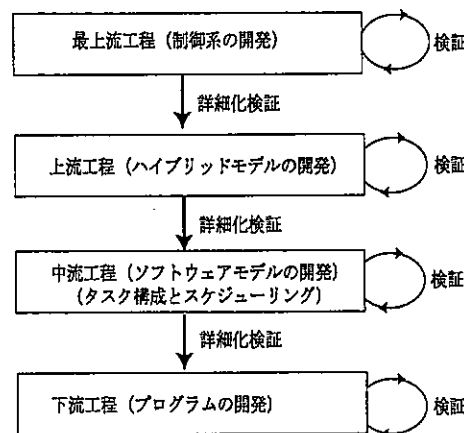 最上流工程（制御系の開発）
検証
詳細化検証
上流工程（ハイブリッドモデルの開発）
検証
詳細化検証
中流工程（ソフトウェアモデルの開発）
（タスク構成とスケジューリング）
検証
詳細化検証
下流工程（プログラムの開発）
検証